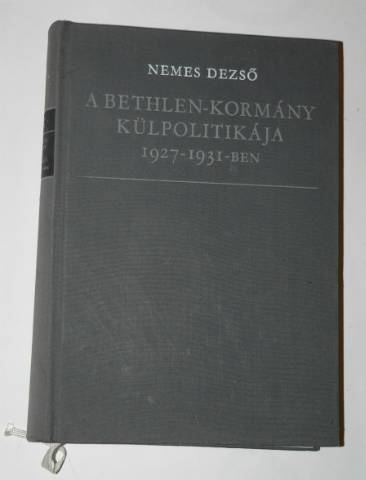 NEMES DEZSŐ
A BETHLEN-KORMÁNY
KÜLPOLITIKÁJA
1927-1931-BEN